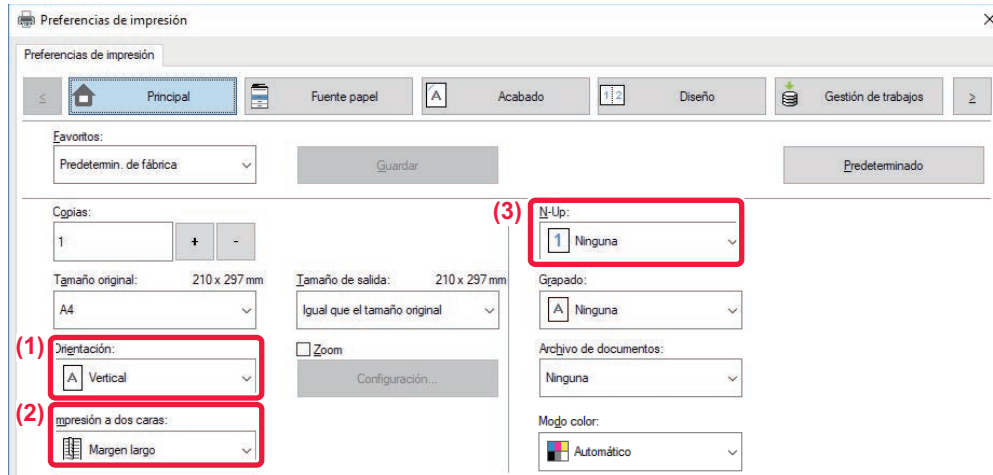 Preferencias de impresión
Preferencias de impresión
< Principal Fuente papel Acabado 1 2 Diseño Gestión de trabajos >
Favoritos:
Predetermin. de fábrica Guardar Predeterminado
Copias: (3) N-Up:
1 + - 1 Ninguna
Tamaño original: 210 x 297 mm Tamaño de salida: 210 x 297 mm Grapado:
A4 Igual que el tamaño original A Ninguna
(1) Orientación: Zoom Archivo de documentos:
A Vertical Configuración... Ninguna
(2) mpresión a dos caras: Modo color:
Margen largo Automático